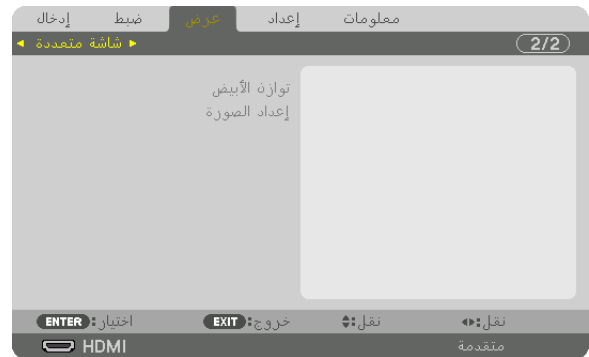 إدخال ضبط عرض إعداد معلومات
شاشة متعددة 2/2
توازن الأبيض
إعداد الصورة
ENTER :اختيار EXIT :خروج نقل: نقل:
HDMI متقدمة